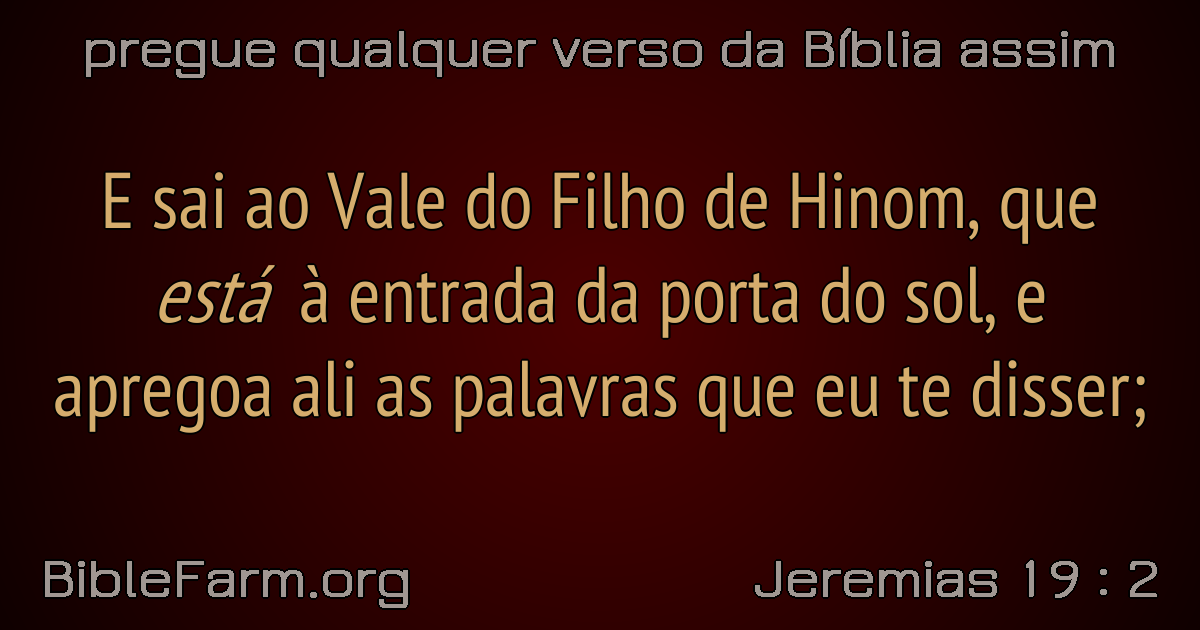 pregue qualquer verso da Bíblia assim
E sai ao Vale do Filho de Hinom, que
está à entrada da porta do sol, e
apregoa ali as palavras que eu te disser;
BibleFarm.org
Jeremias 19 : 2